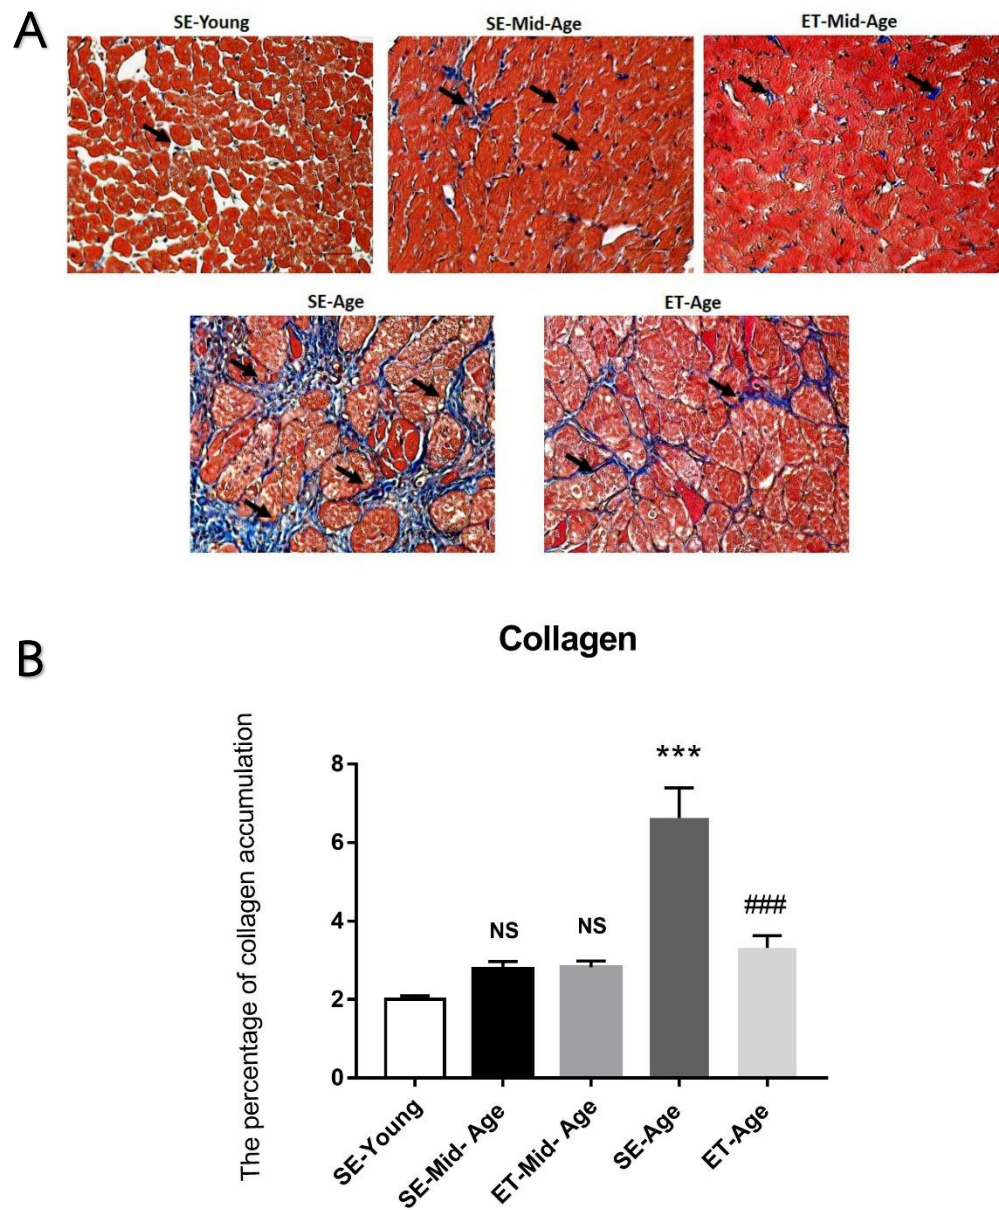 A
SE-Young
SE-Mid-Age
ET-Mid-Age
SE-Age
ET-Age
B
Collagen
The percentage of collagen accumulation
8
6
4
2
0
NS
NS
***
###
SE-Young
SE-Mid- Age
ET-Mid- Age
SE-Age
ET-Age